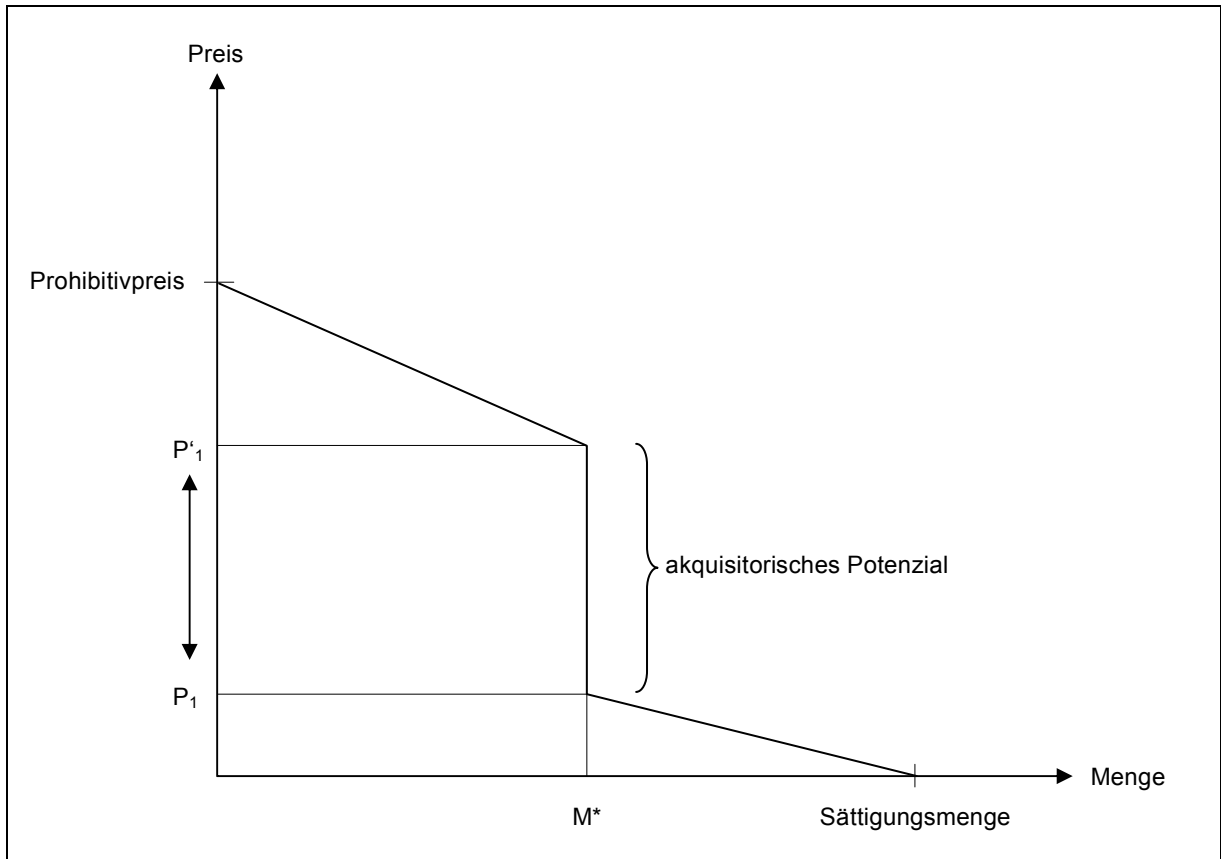 Preis
Prohibitivpreis
P‘₁
akquisitorisches Potenzial
P₁
Menge
M*
Sättigungsmenge